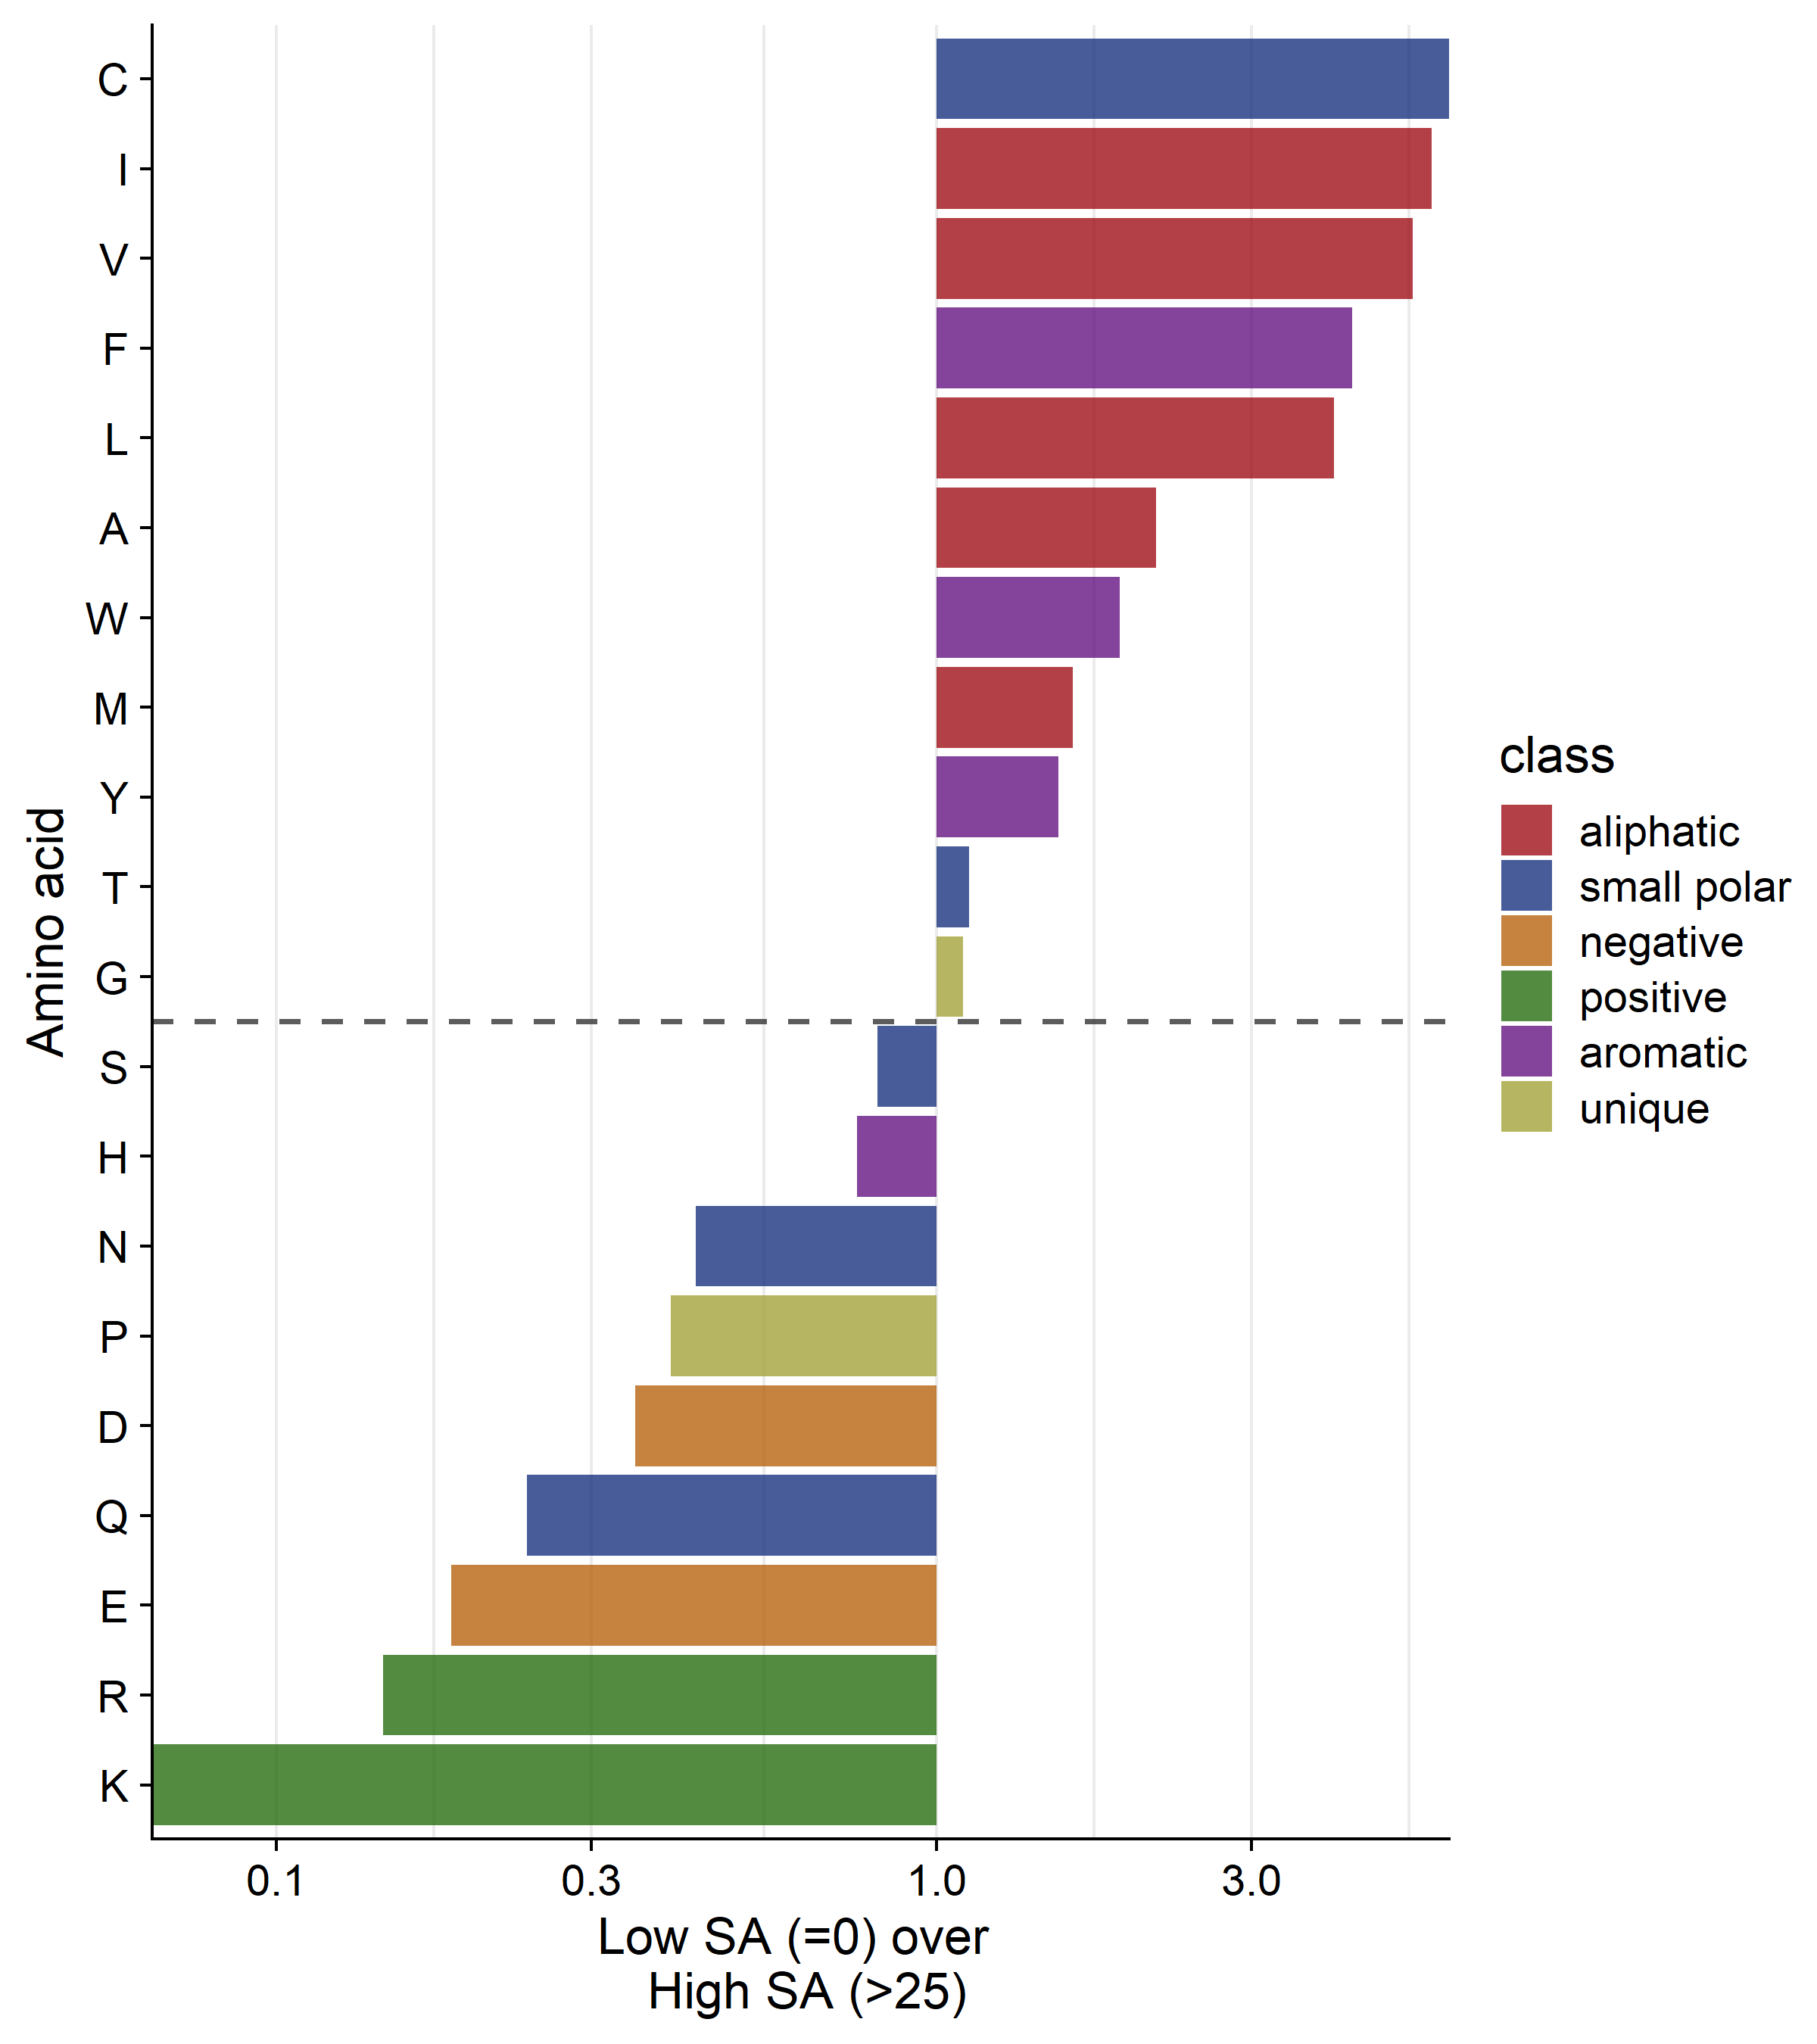 Amino acid
C
I
V
F
L
A
W
M
Y
T
G
S
H
N
P
D
Q
E
R
K
0.1 0.3 1.0 3.0
Low SA (=0) over
High SA (>25)
class
aliphatic
small polar
negative
positive
aromatic
unique